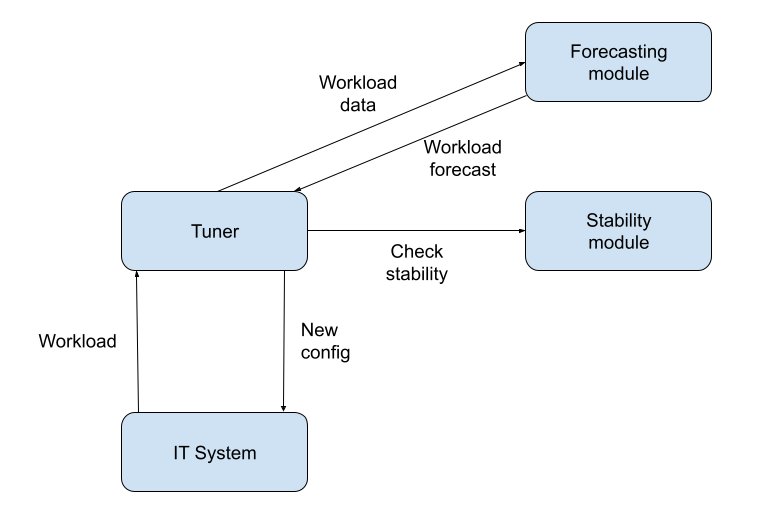 Forecasting
module
Workload
data
Workload
forecast
Tuner
Stability
module
Check
stability
Workload
New
config
IT System